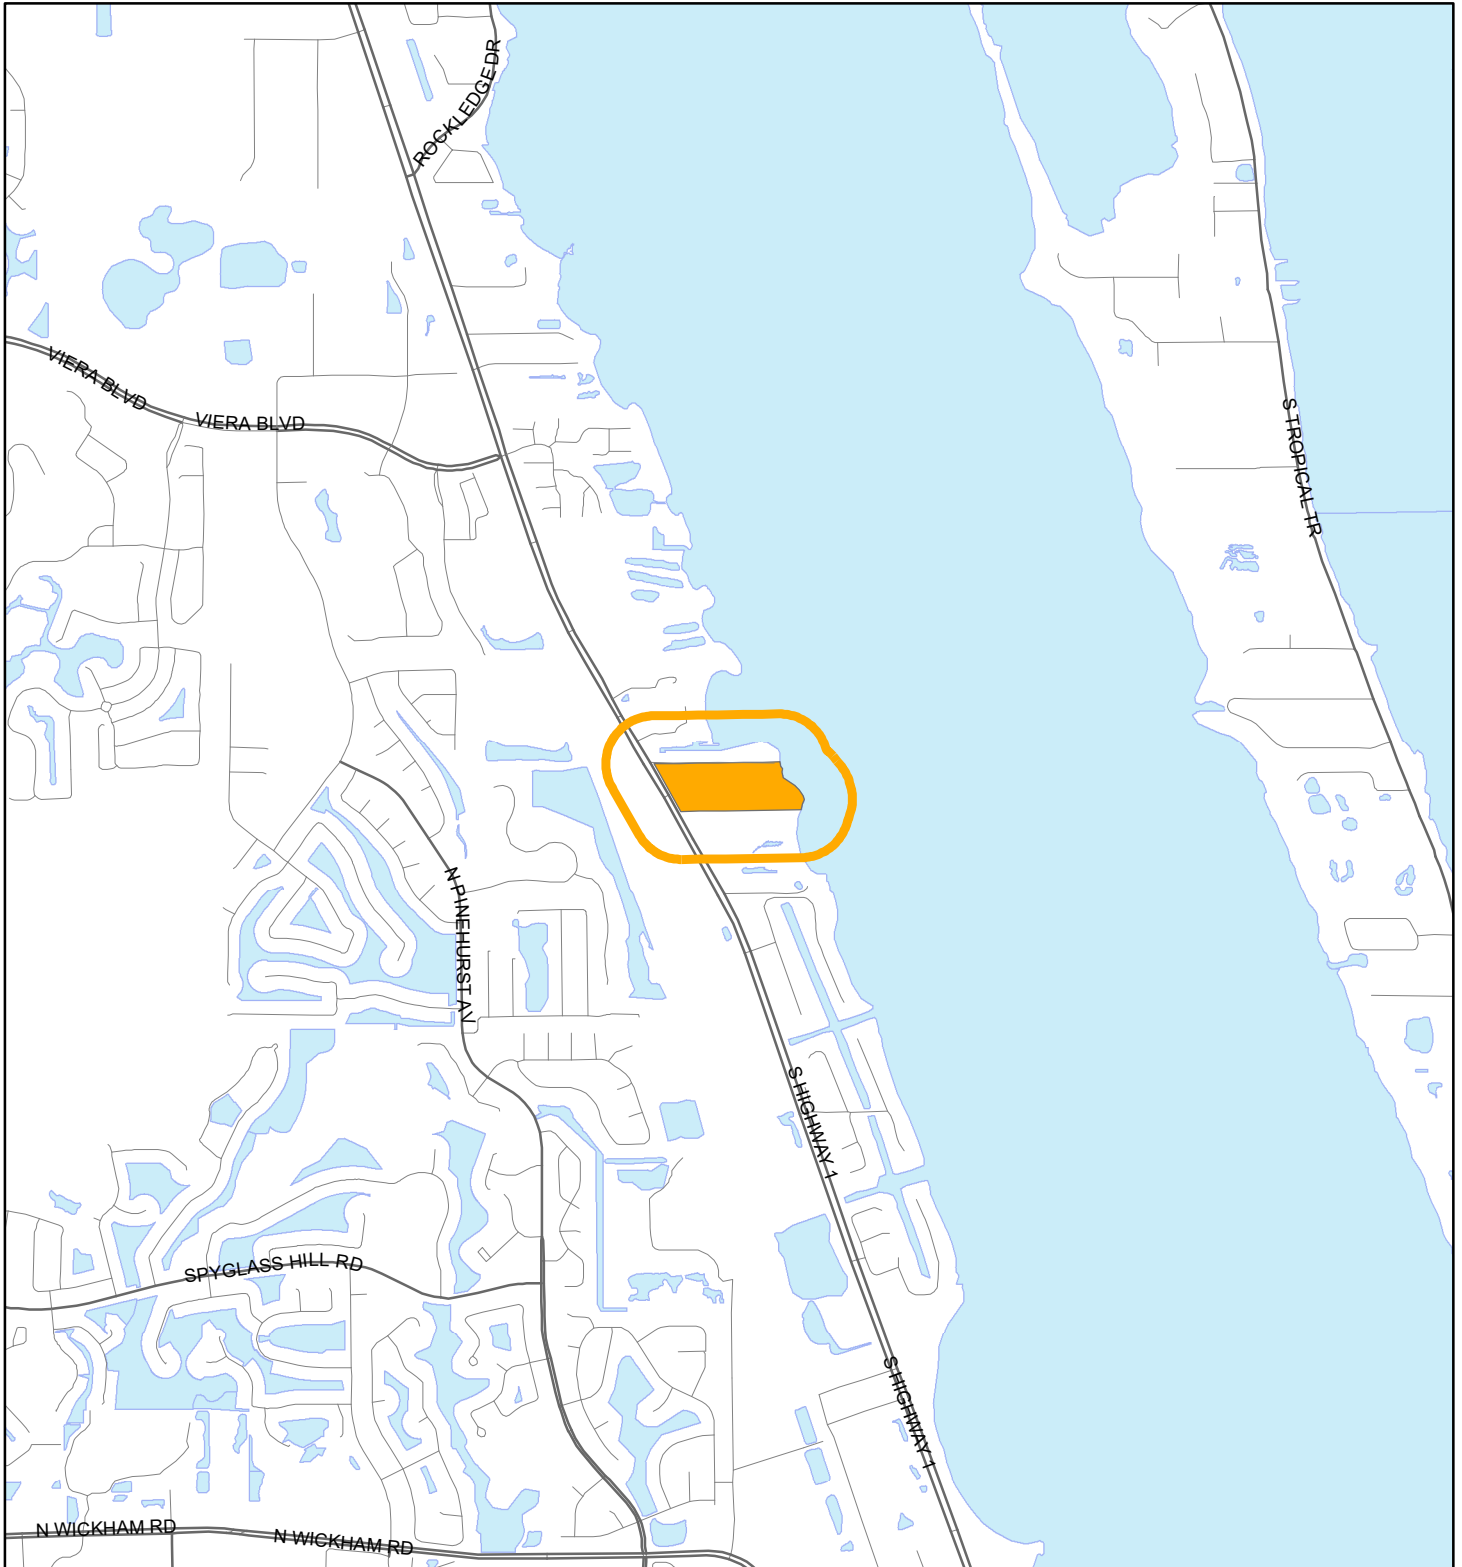 ROCKLEDGE DR
VIERA BLVD
VIERA BLVD
S TROPICAL TR
N PINEHURST AV
S HIGHWAY 1
SPYGLASS HILL RD
S HIGHWAY 1
N WICKHAM RD
N WICKHAM RD